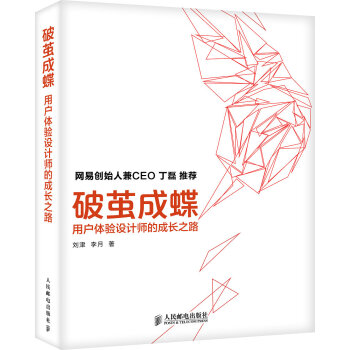 破茧成蝶
用户体验设计师的成长之路
人民邮电出版社
网易创始人兼CEO 丁磊 推荐
破茧成蝶
用户体验设计师的成长之路
刘津 李月 著
人民邮电出版社
POSTS & TELECOM PRESS